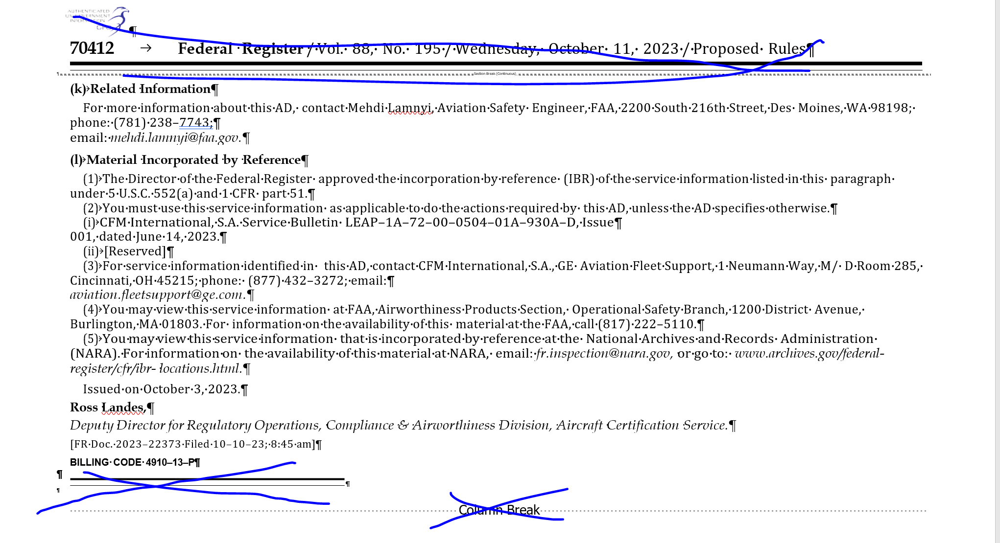 AUTHENTICATED
U.S. GOVERNMENT
INFORMATION
GPO
¶
70412 → Federal Register / Vol. 88, No. 195 / Wednesday, October 11, 2023 / Proposed Rules¶
Section Break (Continuous)
(k) Related Information¶
For more information about this AD, contact Mehdi Lamnyi, Aviation Safety Engineer, FAA, 2200 South 216th Street, Des Moines, WA 98198;
phone: (781) 238–7743;¶
email: mehdi.lamnyi@faa.gov.¶
(l) Material Incorporated by Reference¶
(1) The Director of the Federal Register approved the incorporation by reference (IBR) of the service information listed in this paragraph
under 5 U.S.C. 552(a) and 1 CFR part 51.¶
(2) You must use this service information as applicable to do the actions required by this AD, unless the AD specifies otherwise.¶
(i) CFM International, S.A. Service Bulletin LEAP–1A–72–00–0504–01A–930A–D, Issue¶
001, dated June 14, 2023.¶
(ii) [Reserved]¶
(3) For service information identified in this AD, contact CFM International, S.A., GE Aviation Fleet Support, 1 Neumann Way, M/ D Room 285,
Cincinnati, OH 45215; phone: (877) 432–3272; email:¶
aviation.fleetsupport@ge.com.¶
(4) You may view this service information at FAA, Airworthiness Products Section, Operational Safety Branch, 1200 District Avenue,
Burlington, MA 01803. For information on the availability of this material at the FAA, call (817) 222–5110.¶
(5) You may view this service information that is incorporated by reference at the National Archives and Records Administration
(NARA). For information on the availability of this material at NARA, email: fr.inspection@nara.gov, or go to: www.archives.gov/federal-
register/cfr/ibr- locations.html.¶
Issued on October 3, 2023.¶
Ross Landes,¶
Deputy Director for Regulatory Operations, Compliance & Airworthiness Division, Aircraft Certification Service.¶
[FR Doc. 2023–22373 Filed 10–10–23; 8:45 am]¶
BILLING CODE 4910–13–P¶
¶
¶
¶
Column Break